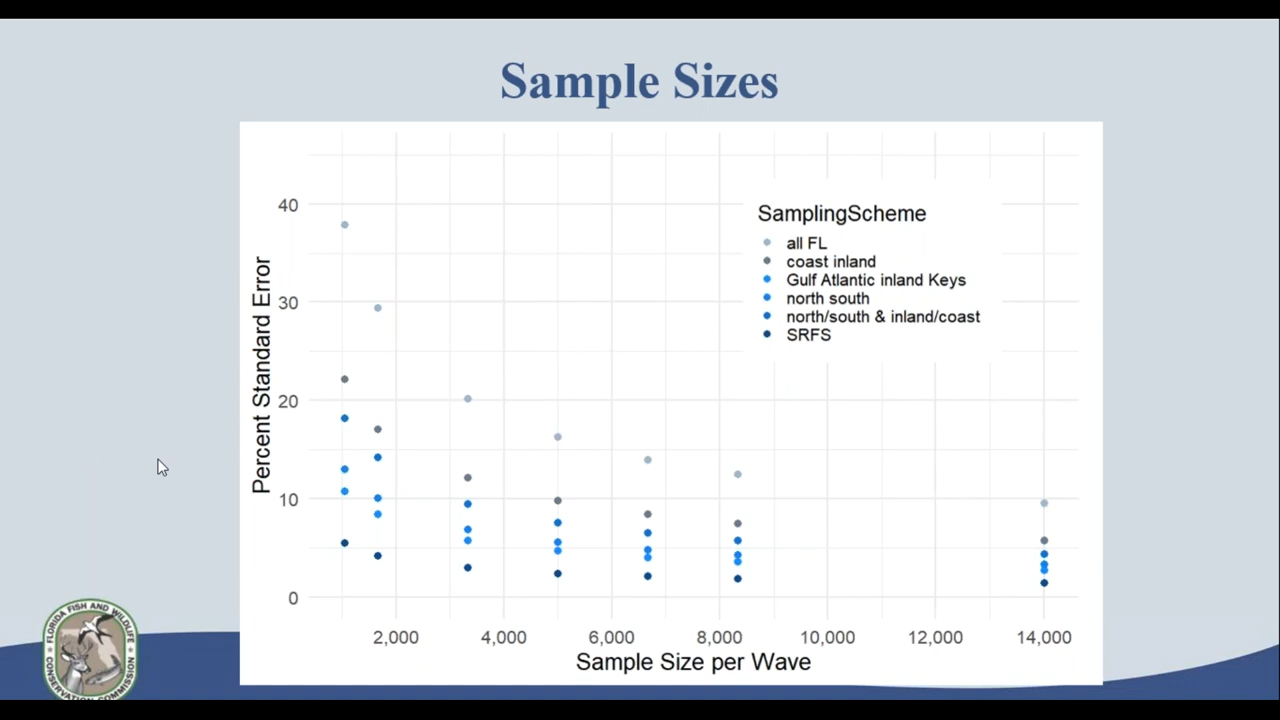 Sample Sizes
40
30
20
10
0
Percent Standard Error
SamplingScheme
all FL
coast inland
Gulf Atlantic inland Keys
north south
north/south & inland/coast
SRFS
2,000 4,000 6,000 8,000 10,000 12,000 14,000
Sample Size per Wave
FLORIDA FISH AND WILDLIFE
CONSERVATION COMMISSION